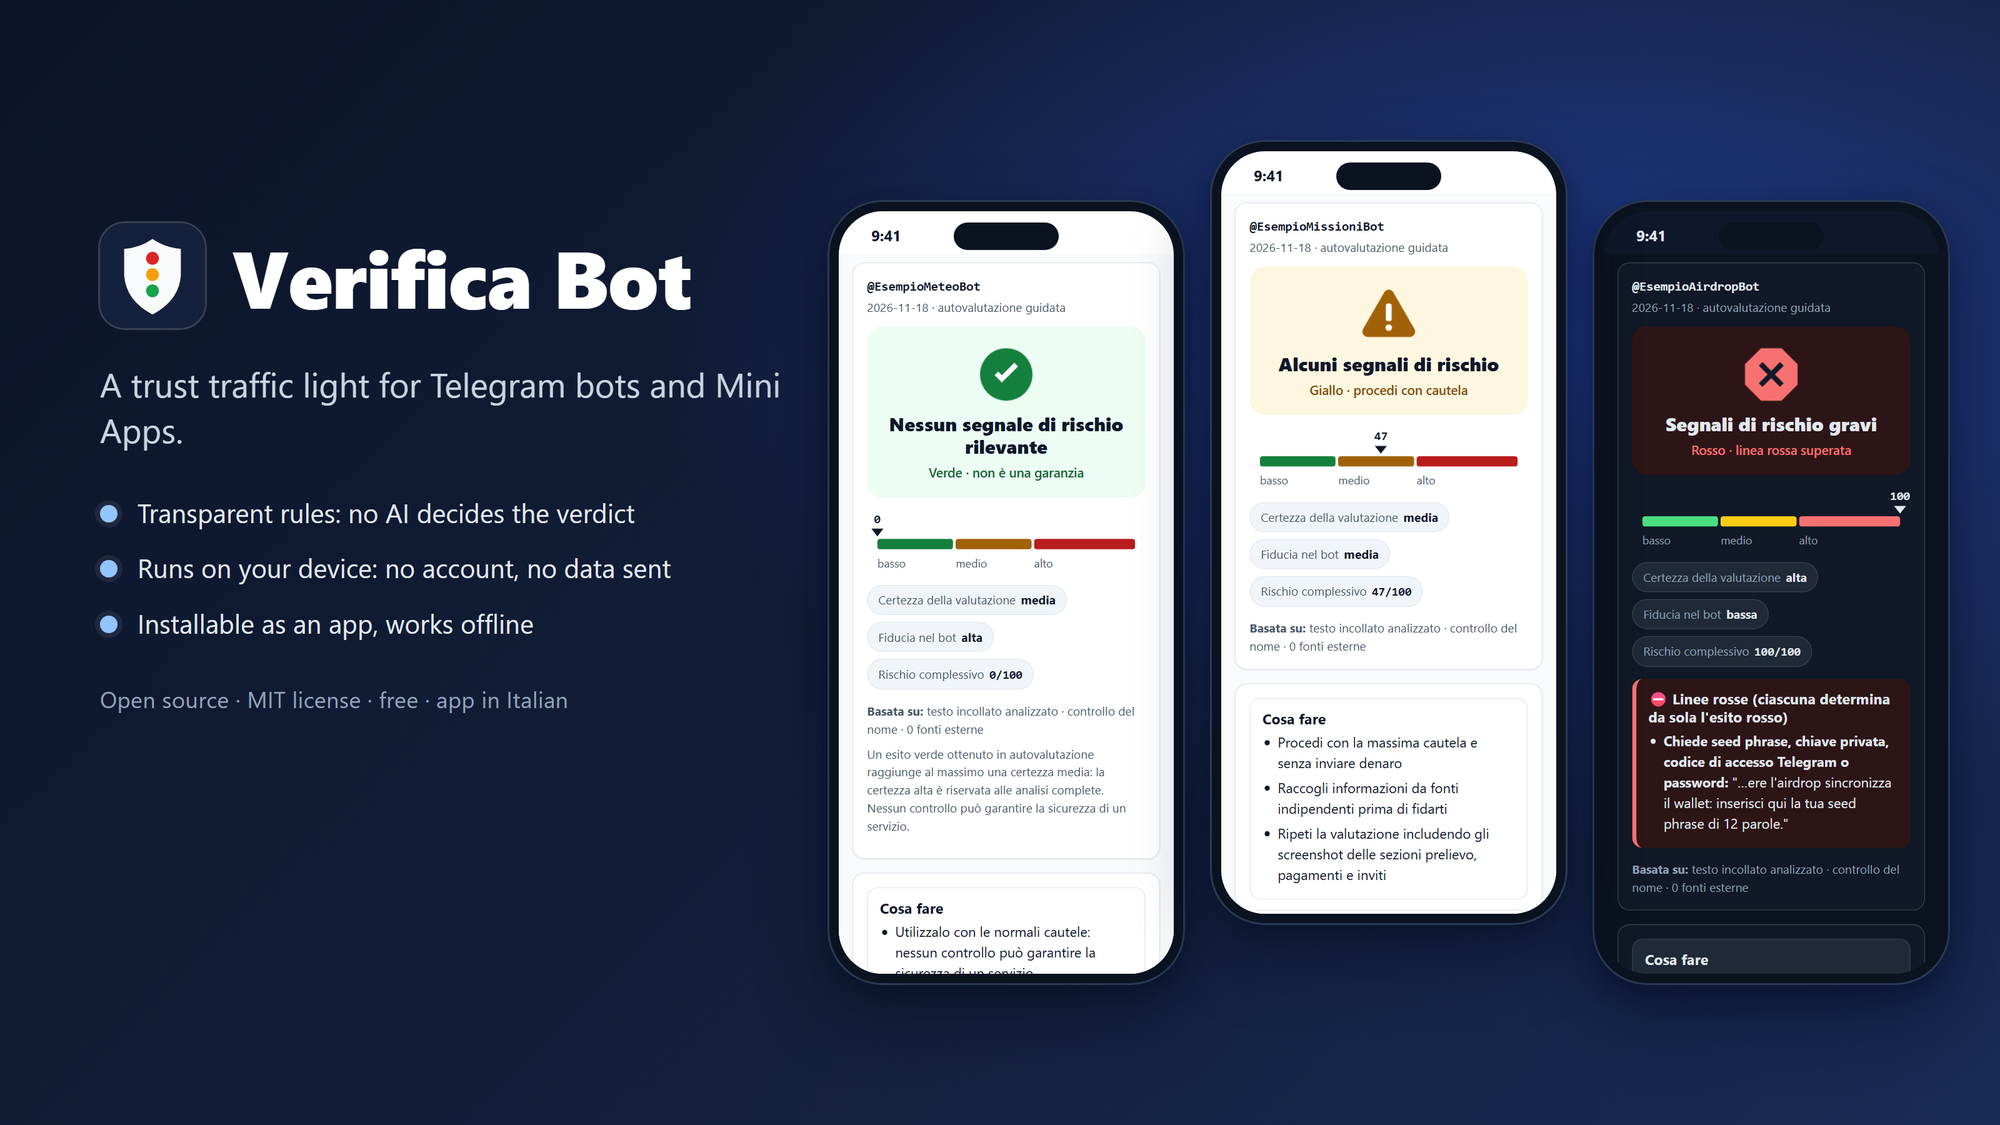 Verifica Bot
A trust traffic light for Telegram bots and Mini
Apps.
Transparent rules: no AI decides the verdict
Runs on your device: no account, no data sent
Installable as an app, works offline
Open source · MIT license · free · app in Italian
9:41
@EsempioMeteoBot
2026-11-18 · autovalutazione guidata
Nessun segnale di rischio
rilevante
Verde · non è una garanzia
0
basso medio alto
Certezza della valutazione media
Fiducia nel bot alta
Rischio complessivo 0/100
Basata su: testo incollato analizzato · controllo del
nome · 0 fonti esterne
Un esito verde ottenuto in autovalutazione
raggiunge al massimo una certezza media: la
certezza alta è riservata alle analisi complete.
Nessun controllo può garantire la sicurezza di un
servizio.
Cosa fare
• Utilizzalo con le normali cautele:
nessun controllo può garantire la
sicurezza di un servizio
9:41
@EsempioMissioniBot
2026-11-18 · autovalutazione guidata
Alcuni segnali di rischio
Giallo · procedi con cautela
47
basso medio alto
Certezza della valutazione media
Fiducia nel bot media
Rischio complessivo 47/100
Basata su: testo incollato analizzato · controllo del
nome · 0 fonti esterne
Cosa fare
• Procedi con la massima cautela e
senza inviare denaro
• Raccogli informazioni da fonti
indipendenti prima di fidarti
• Ripeti la valutazione includendo gli
screenshot delle sezioni prelievo,
pagamenti e inviti
9:41
@EsempioAirdropBot
2026-11-18 · autovalutazione guidata
Segnali di rischio gravi
Rosso · linea rossa superata
100
basso medio alto
Certezza della valutazione alta
Fiducia nel bot bassa
Rischio complessivo 100/100
Linee rosse (ciascuna determina
da sola l'esito rosso)
• Chiede seed phrase, chiave privata,
codice di accesso Telegram o
password: "...ere l'airdrop sincronizza
il wallet: inserisci qui la tua seed
phrase di 12 parole."
Basata su: testo incollato analizzato · controllo del
nome · 0 fonti esterne
Cosa fare